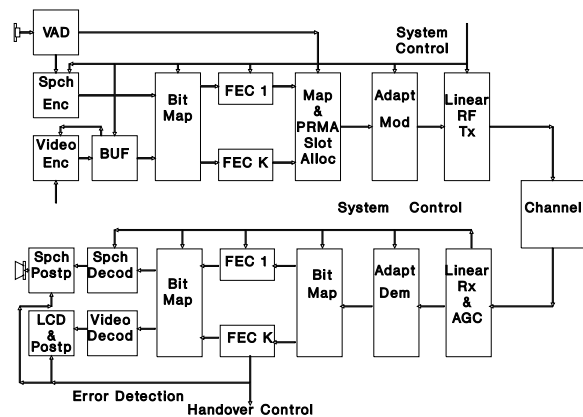 VAD
System
Control
Spch
Enc
Video
Enc
BUF
Bit
Map
FEC 1
FEC K
Map
&
PRMA
Slot
Alloc
Adapt
Mod
Linear
RF
Tx
Channel
System Control
Spch
Postp
Spch
Decod
LCD
&
Postp
Video
Decod
Bit
Map
FEC 1
FEC K
Bit
Map
Adapt
Dem
Linear
Rx
&
AGC
Error Detection
Handover Control